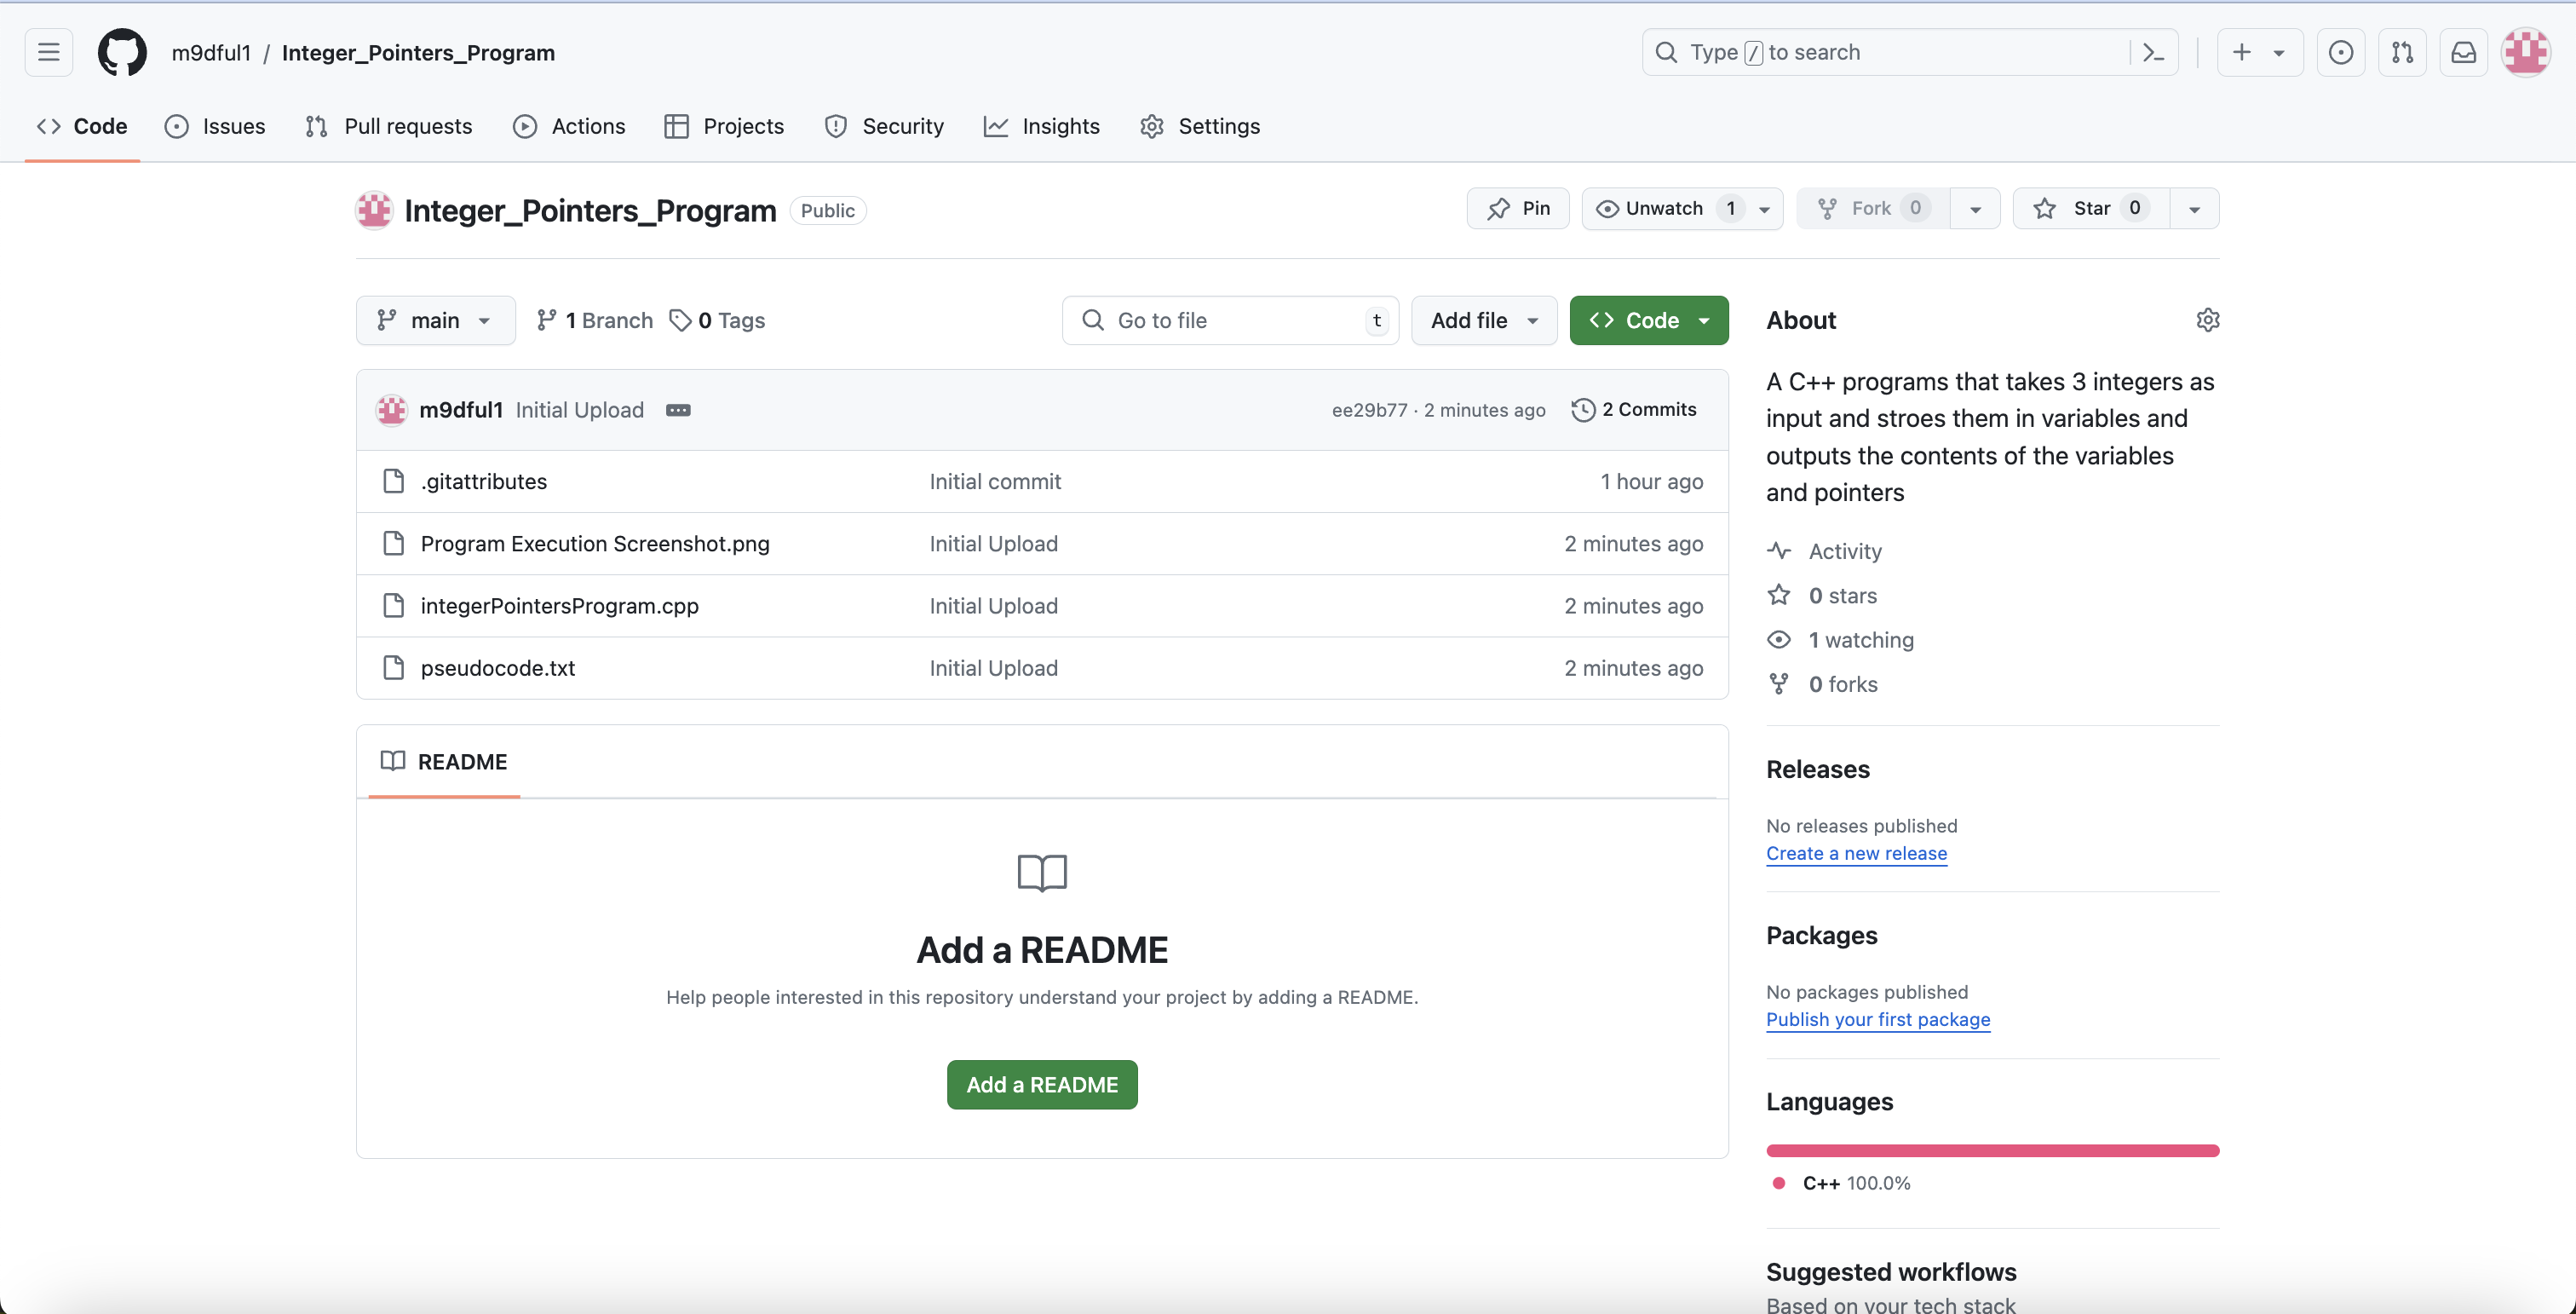 m9dful1 / Integer_Pointers_Program
Type / to search
Code Issues Pull requests Actions Projects Security Insights Settings
Integer_Pointers_Program Public
Pin Unwatch 1 Fork 0 Star 0
main 1 Branch 0 Tags
Go to file t Add file Code
m9dful1 Initial Upload ee29b77 · 2 minutes ago 2 Commits
.gitattributes Initial commit 1 hour ago
Program Execution Screenshot.png Initial Upload 2 minutes ago
integerPointersProgram.cpp Initial Upload 2 minutes ago
pseudocode.txt Initial Upload 2 minutes ago
README
Add a README
Help people interested in this repository understand your project by adding a README.
Add a README
About
A C++ programs that takes 3 integers as
input and stroes them in variables and
outputs the contents of the variables
and pointers
Activity
0 stars
1 watching
0 forks
Releases
No releases published
Create a new release
Packages
No packages published
Publish your first package
Languages
C++ 100.0%
Suggested workflows
Based on your tech stack